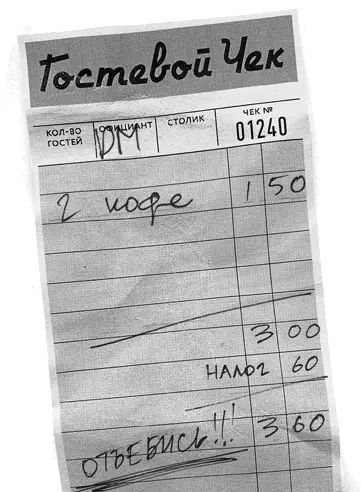 Гостевой Чек
КОЛ-ВО ГОСТЕЙ ОФИЦИАНТ СТОЛИК ЧЕК №
DM 01240
2 кофе 1 50
3 00
НАЛОГ 60
ОТЪЕБИСЬ!!! 3 60